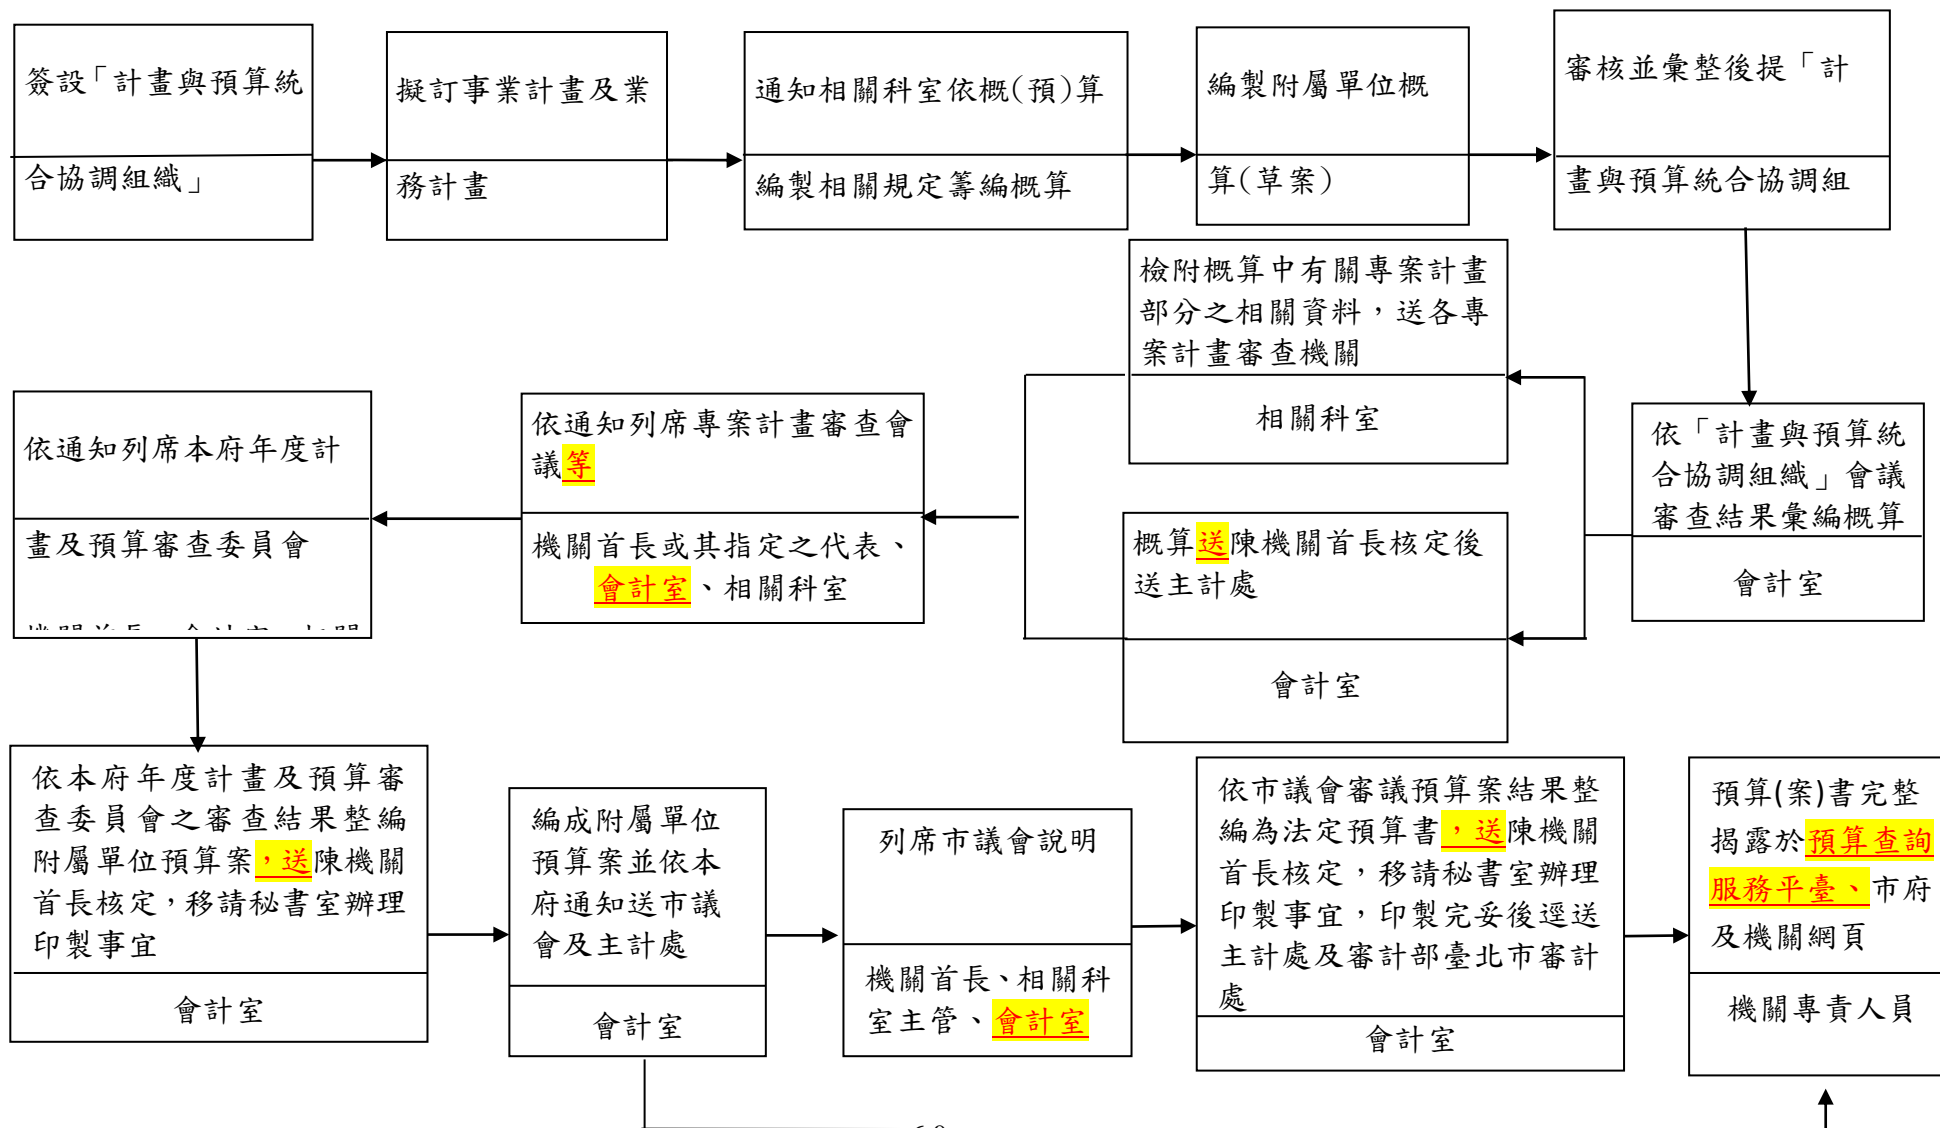 簽設「計畫與預算統
合協調組織」
擬訂事業計畫及業
務計畫
通知相關科室依概(預)算
編製相關規定籌編概算
編製附屬單位概
算(草案)
審核並彙整後提「計
畫與預算統合協調組
依「計畫與預算統
合協調組織」會議
審查結果彙編概算
會計室
檢附概算中有關專案計畫
部分之相關資料，送各專
案計畫審查機關
相關科室
概算送陳機關首長核定後
送主計處
會計室
依通知列席專案計畫審查會
議等
機關首長或其指定之代表、
會計室、相關科室
依通知列席本府年度計
畫及預算審查委員會
依本府年度計畫及預算審
查委員會之審查結果整編
附屬單位預算案，送陳機關
首長核定，移請秘書室辦理
印製事宜
會計室
編成附屬單位
預算案並依本
府通知送市議
會及主計處
會計室
列席市議會說明
機關首長、相關科
室主管、會計室
依市議會審議預算案結果整
編為法定預算書，送陳機關
首長核定，移請秘書室辦理
印製事宜，印製完妥後逕送
主計處及審計部臺北市審計
處
會計室
預算(案)書完整
揭露於預算查詢
服務平臺、市府
及機關網頁
機關專責人員